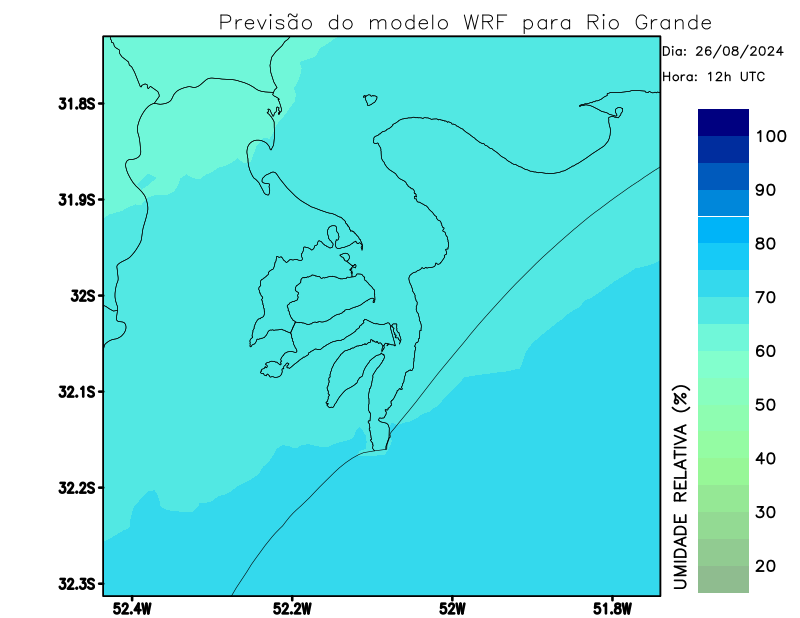 Previsão do modelo WRF para Rio Grande
Dia: 26/08/2024
Hora: 12h UTC
31.8S
31.9S
32S
32.1S
32.2S
32.3S
52.4W
52.2W
52W
51.8W
100
90
80
70
60
50
40
30
20
UMIDADE RELATIVA (%)